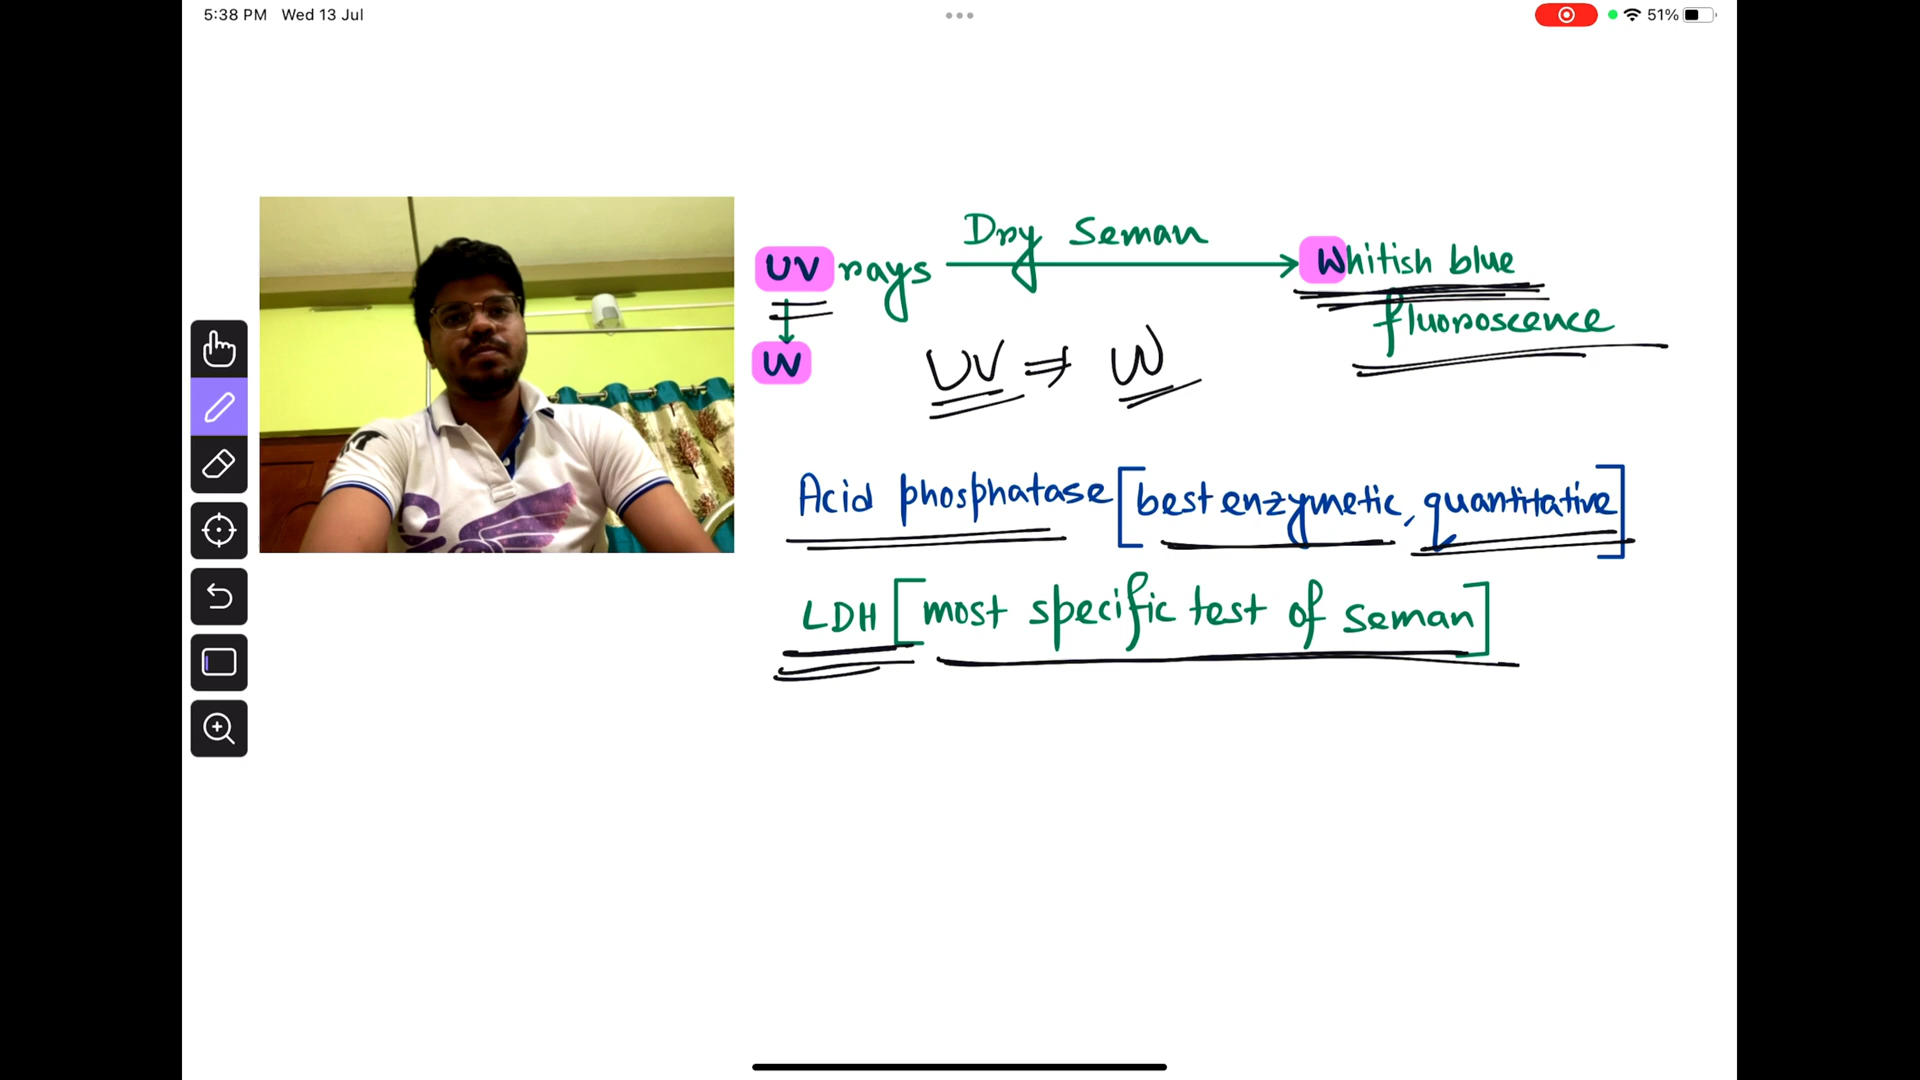 5:38 PM Wed 13 Jul
51%
UV rays Dry Seman Whitish blue
fluoroscence
W
UV ⇒ W
Acid phosphatase [best enzymetic, quantitative]
LDH [most specific test of seman]